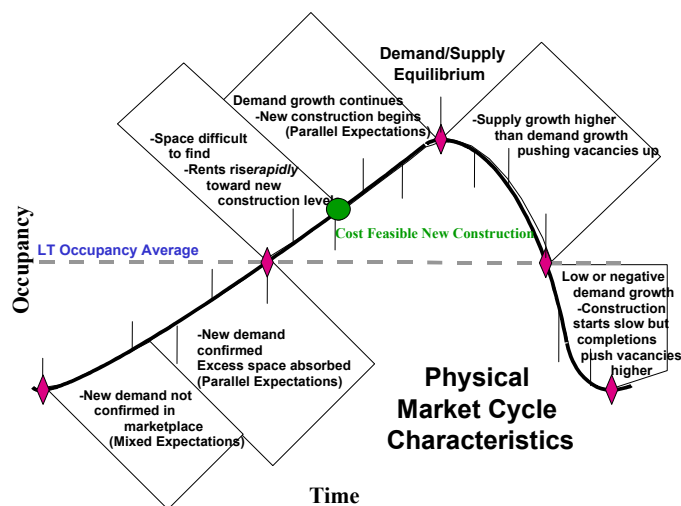 Demand/Supply
Equilibrium
Demand growth continues
-New construction begins
(Parallel Expectations)
-Supply growth higher
than demand growth
pushing vacancies up
-Space difficult
to find
-Rents riserapidly
toward new
construction level
Cost Feasible New Construction
LT Occupancy Average
Occupancy
Low or negative
demand growth
-Construction
starts slow but
completions
push vacancies
higher
-New demand
confirmed
Excess space absorbed
(Parallel Expectations)
-New demand not
confirmed in
marketplace
(Mixed Expectations)
Physical
Market Cycle
Characteristics
Time